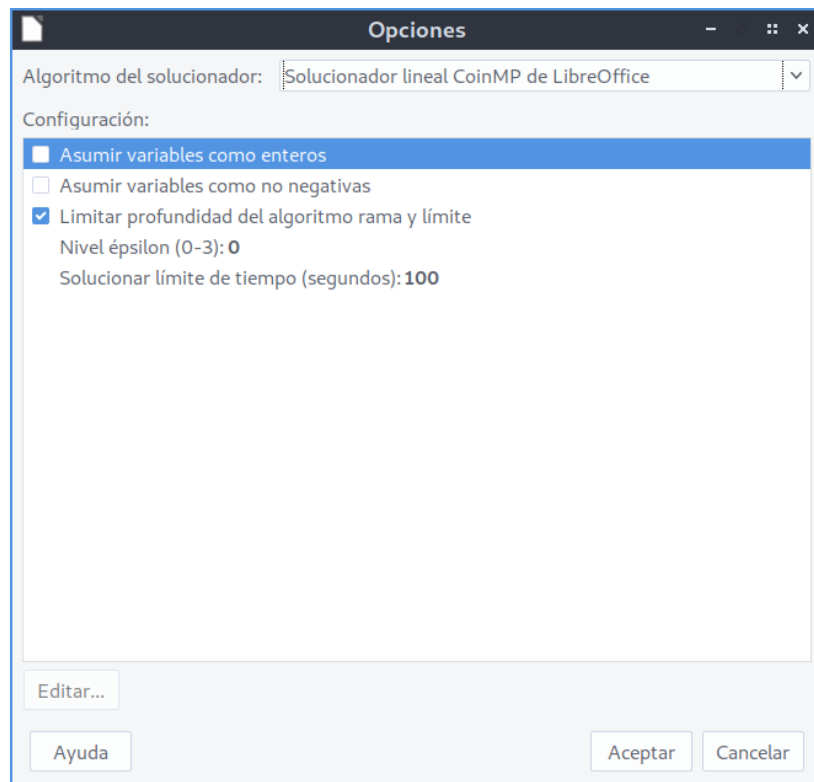 Opciones
Algoritmo del solucionador: Solucionador lineal CoinMP de LibreOffice
Configuración:
Asumir variables como enteros
Asumir variables como no negativas
Limitar profundidad del algoritmo rama y límite
Nivel épsilon (0-3): 0
Solucionar límite de tiempo (segundos): 100
Editar...
Ayuda Aceptar Cancelar